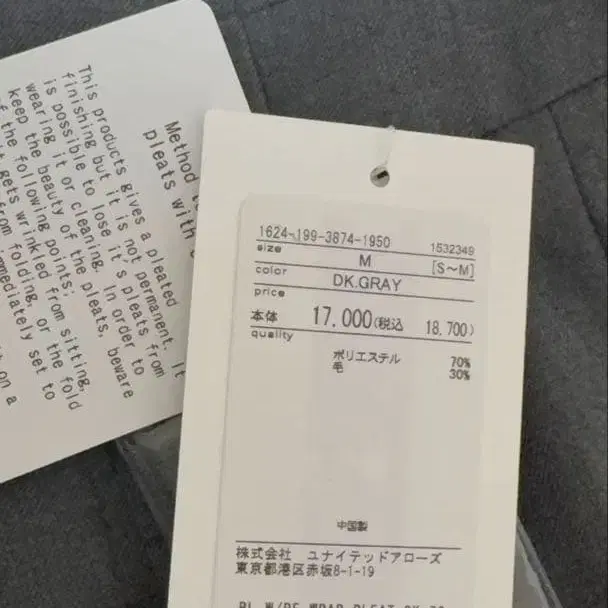 Method t
pleats with
This products gives a pleated
finishing but it is not permanent. It
is possible to lose it's pleats from
wearing it or cleaning. In order to
keep the beauty of the pleats, beware
of the following points;
it gets wrinkled from sitting,
from folding, or the fold
immediately set to
on a
1624-199-3874-1950 1532349
size M [S～M]
color DK.GRAY
price
本体 17,000(税込 18,700)
quality
ポリエステル 70%
毛 30%
中国製
株式会社 ユナイテッドアローズ
東京都港区赤坂8-1-19